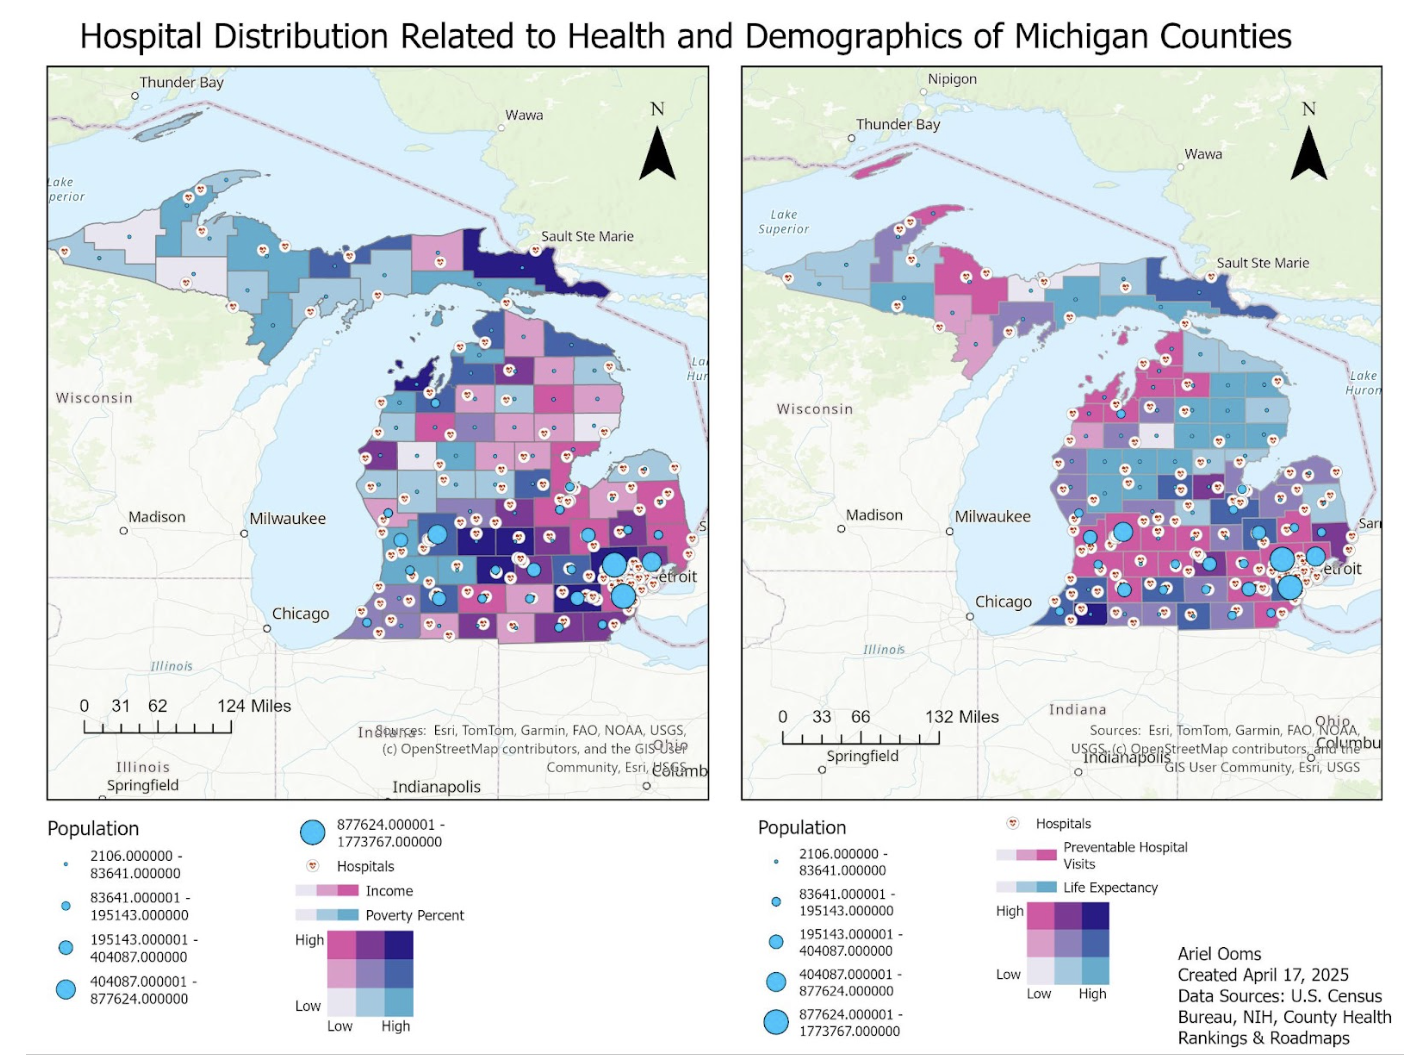 Hospital Distribution Related to Health and Demographics of Michigan Counties
Thunder Bay
Wawa
N
Lake
perior
Sault Ste Marie
La
Hur
Wisconsin
Madison
Milwaukee
S
etroit
Chicago
Illinois
0 31 62 124 Miles
Indiana
Sources: Esri, TomTom, Garmin, FAO, NOAA, USGS,
(c) OpenStreetMap contributors, and the GIS User
Community, Esri, USGS
Ohio
Columb
Illinois
Springfield
Indianapolis
Nipigon
Thunder Bay
Wawa
N
Lake
Superior
Sault Ste Marie
Lake
Huron
Wisconsin
Madison
Milwaukee
Sar
etroit
Chicago
Illinois
Indiana
0 33 66 132 Miles
Ohio
Sources: Esri, TomTom, Garmin, FAO, NOAA,
USGS, (c) OpenStreetMap contributors, and the
GIS User Community, Esri, USGS
Columbu
Springfield
Indianapolis
Population
2106.000000 -
83641.000000
83641.000001 -
195143.000000
195143.000001 -
404087.000000
404087.000001 -
877624.000000
877624.000001 -
1773767.000000
Hospitals
Income
Poverty Percent
High
Low
Low High
Population
2106.000000 -
83641.000000
83641.000001 -
195143.000000
195143.000001 -
404087.000000
404087.000001 -
877624.000000
877624.000001 -
1773767.000000
Hospitals
Preventable Hospital
Visits
Life Expectancy
High
Low
Low High
Ariel Ooms
Created April 17, 2025
Data Sources: U.S. Census
Bureau, NIH, County Health
Rankings & Roadmaps